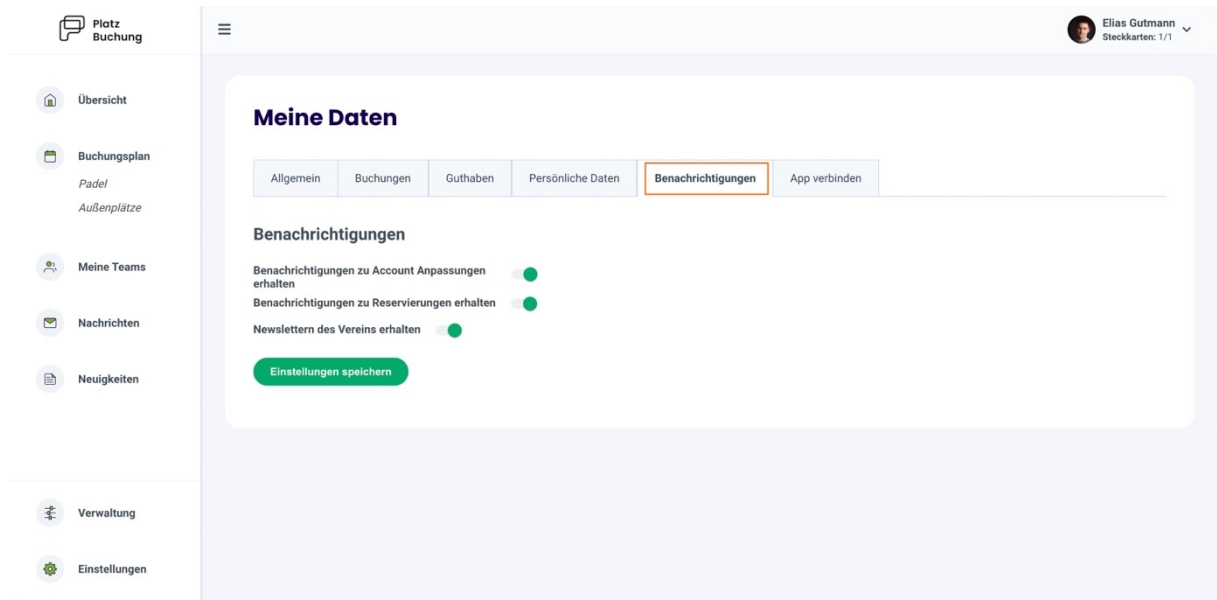 Platz
Buchung
Elias Gutmann
Steckkarten: 1/1
Übersicht
Buchungsplan
Padel
Außenplätze
Meine Teams
Nachrichten
Neuigkeiten
Verwaltung
Einstellungen
Meine Daten
Allgemein Buchungen Guthaben Persönliche Daten Benachrichtigungen App verbinden
Benachrichtigungen
Benachrichtigungen zu Account Anpassungen
erhalten
Benachrichtigungen zu Reservierungen erhalten
Newslettern des Vereins erhalten
Einstellungen speichern